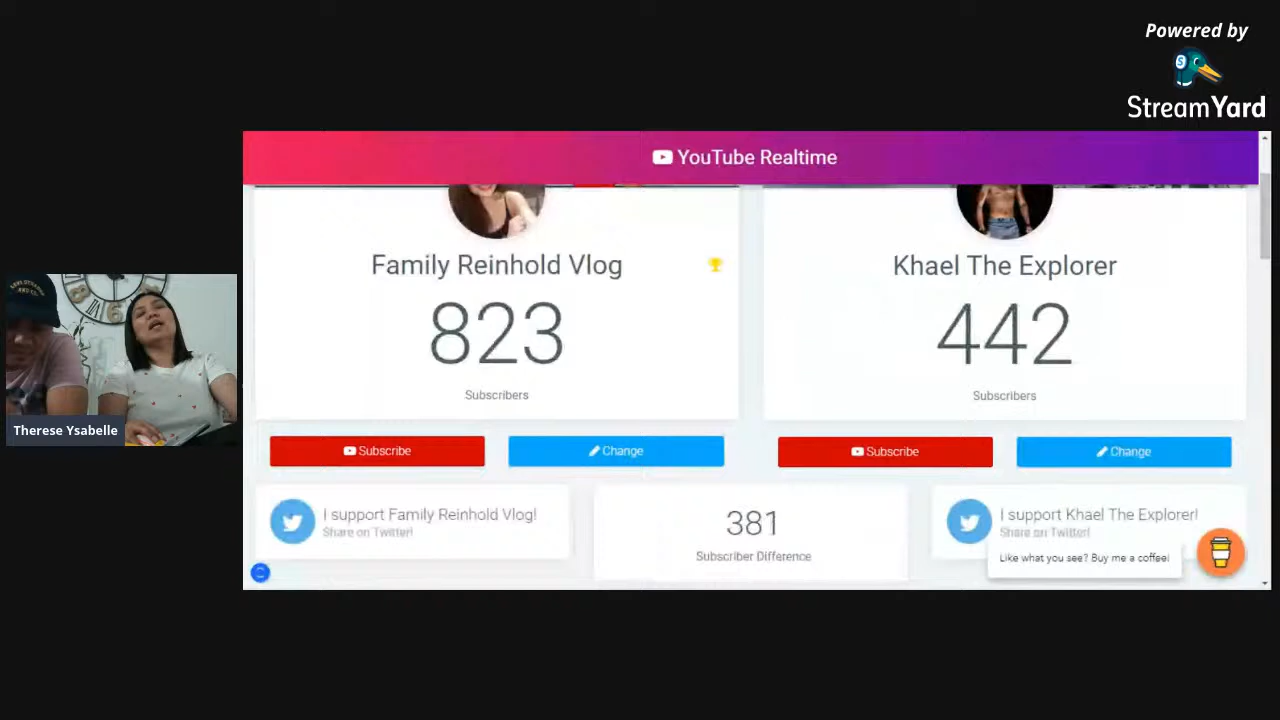 Powered by
StreamYard
YouTube Realtime
Family Reinhold Vlog
823
Subscribers
Subscribe
Change
Khael The Explorer
442
Subscribers
Subscribe
Change
I support Family Reinhold Vlog!
Share on Twitter!
381
Subscriber Difference
I support Khael The Explorer!
Share on Twitter!
Like what you see? Buy me a coffee!
Therese Ysabelle